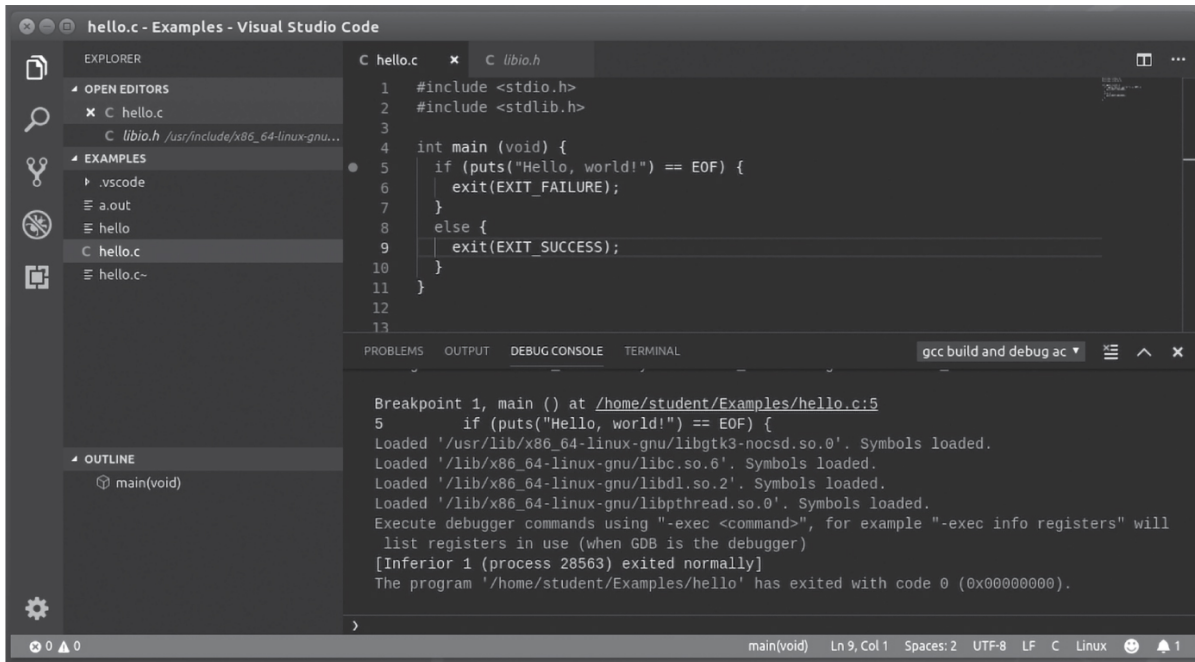 hello.c - Examples - Visual Studio Code
EXPLORER
OPEN EDITORS
C hello.c
C libio.h /usr/include/x86_64-linux-gnu...
EXAMPLES
.vscode
a.out
hello
C hello.c
hello.c~
OUTLINE
main(void)
C hello.c
C libio.h
1 #include <stdio.h>
2 #include <stdlib.h>
3
4 int main (void) {
5 if (puts("Hello, world!") == EOF) {
6 exit(EXIT_FAILURE);
7 }
8 else {
9 exit(EXIT_SUCCESS);
10 }
11 }
12
13
PROBLEMS OUTPUT DEBUG CONSOLE TERMINAL
gcc build and debug ac
Breakpoint 1, main () at /home/student/Examples/hello.c:5
5 if (puts("Hello, world!") == EOF) {
Loaded '/usr/lib/x86_64-linux-gnu/libgtk3-nocsd.so.0'. Symbols loaded.
Loaded '/lib/x86_64-linux-gnu/libc.so.6'. Symbols loaded.
Loaded '/lib/x86_64-linux-gnu/libdl.so.2'. Symbols loaded.
Loaded '/lib/x86_64-linux-gnu/libpthread.so.0'. Symbols loaded.
Execute debugger commands using "-exec <command>", for example "-exec info registers" will
list registers in use (when GDB is the debugger)
[Inferior 1 (process 28563) exited normally]
The program '/home/student/Examples/hello' has exited with code 0 (0x00000000).
0 0
main(void) Ln 9, Col 1 Spaces: 2 UTF-8 LF C Linux 1